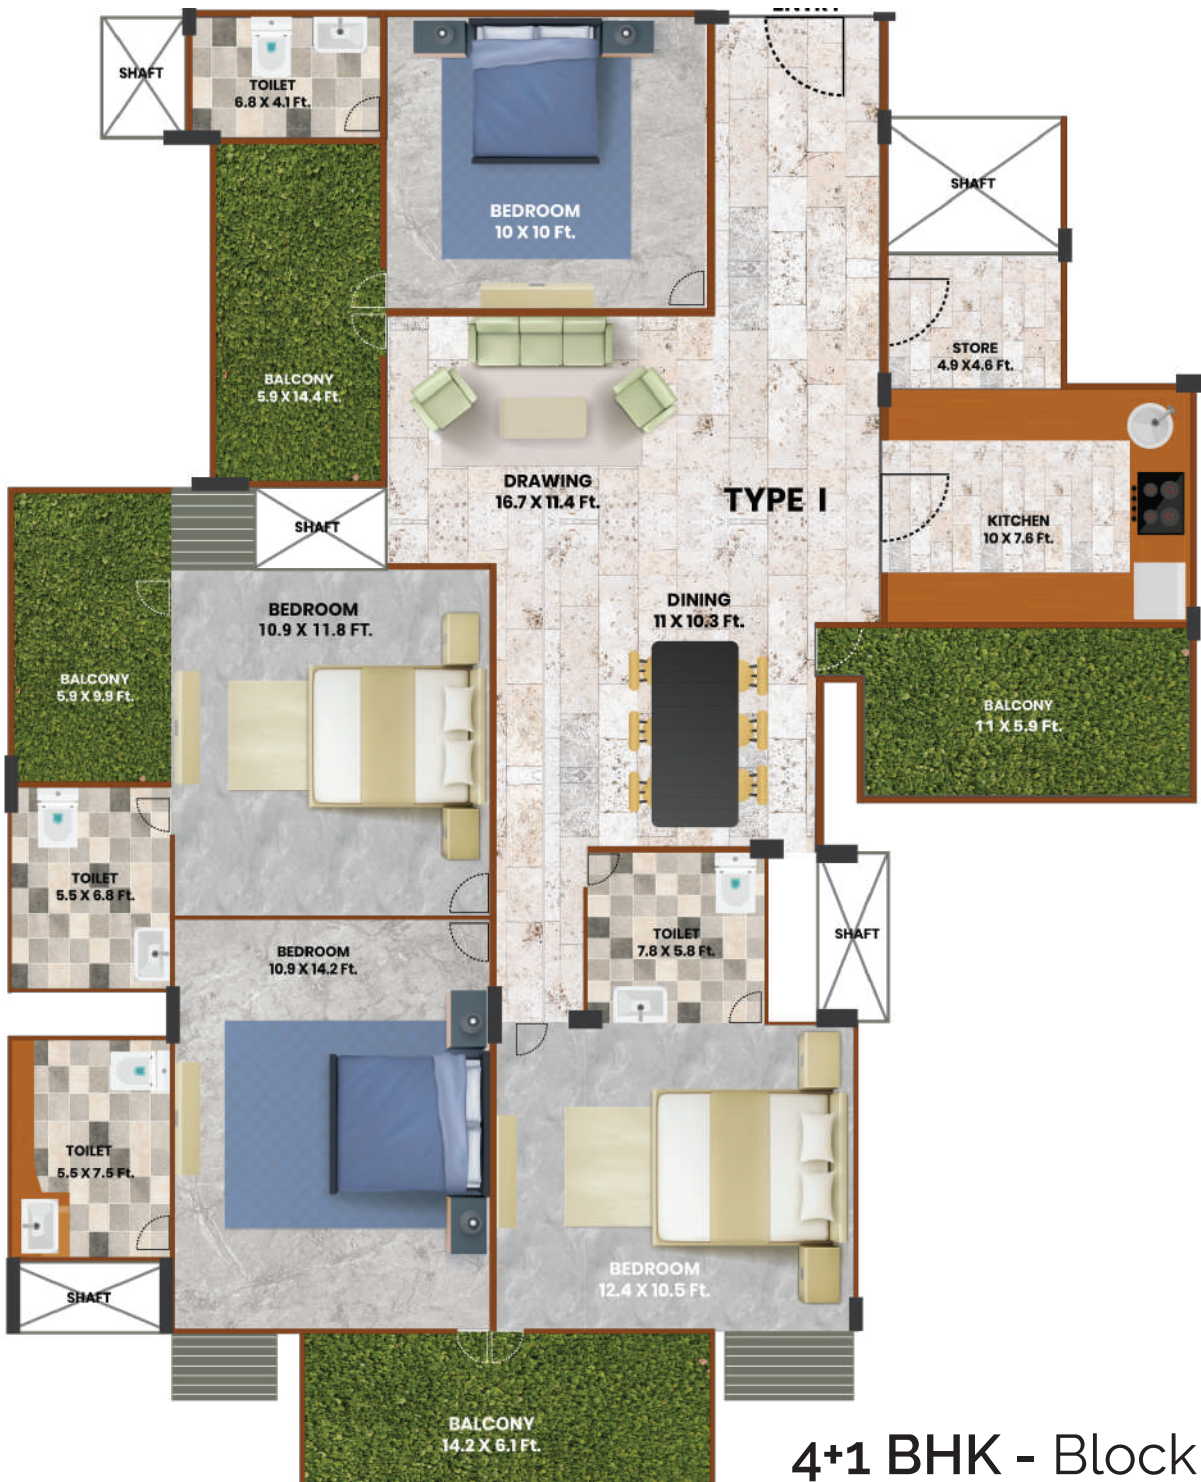 ENTRY
SHAFT
TOILET
6.8 X 4.1 Ft.
BEDROOM
10 X 10 Ft.
SHAFT
STORE
4.9 X4.6 Ft.
BALCONY
5.9 X 14.4 Ft.
DRAWING
16.7 X 11.4 Ft.
TYPE I
KITCHEN
10 X 7.6 Ft.
SHAFT
BEDROOM
10.9 X 11.8 FT.
DINING
11 X 10.3 Ft.
BALCONY
5.9 X 9.9 Ft.
BALCONY
11 X 5.9 Ft.
TOILET
5.5 X 6.8 Ft.
TOILET
7.8 X 5.8 Ft.
SHAFT
BEDROOM
10.9 X 14.2 Ft.
TOILET
5.5 X 7.5 Ft.
BEDROOM
12.4 X 10.5 Ft.
SHAFT
BALCONY
14.2 X 6.1 Ft.
4+1 BHK - Block